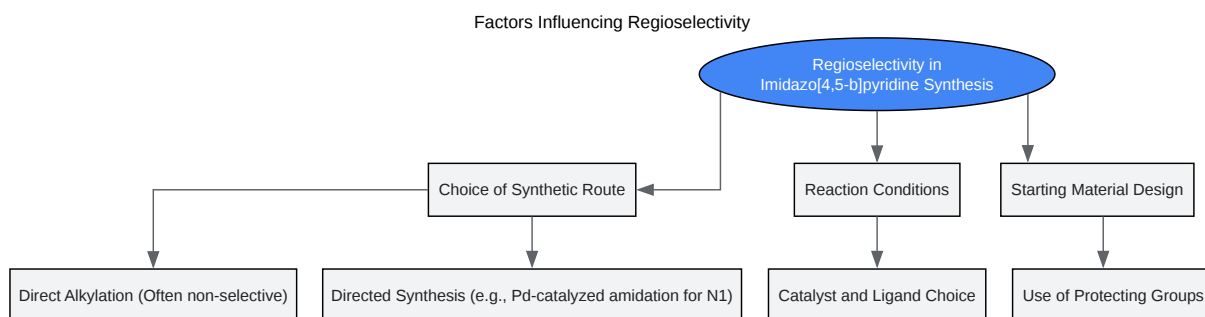 Factors Influencing Regioselectivity
Regioselectivity in
Imidazo[4,5-b]pyridine Synthesis
Choice of Synthetic Route
Reaction Conditions
Starting Material Design
Direct Alkylation (Often non-selective)
Directed Synthesis (e.g., Pd-catalyzed amidation for N1)
Catalyst and Ligand Choice
Use of Protecting Groups